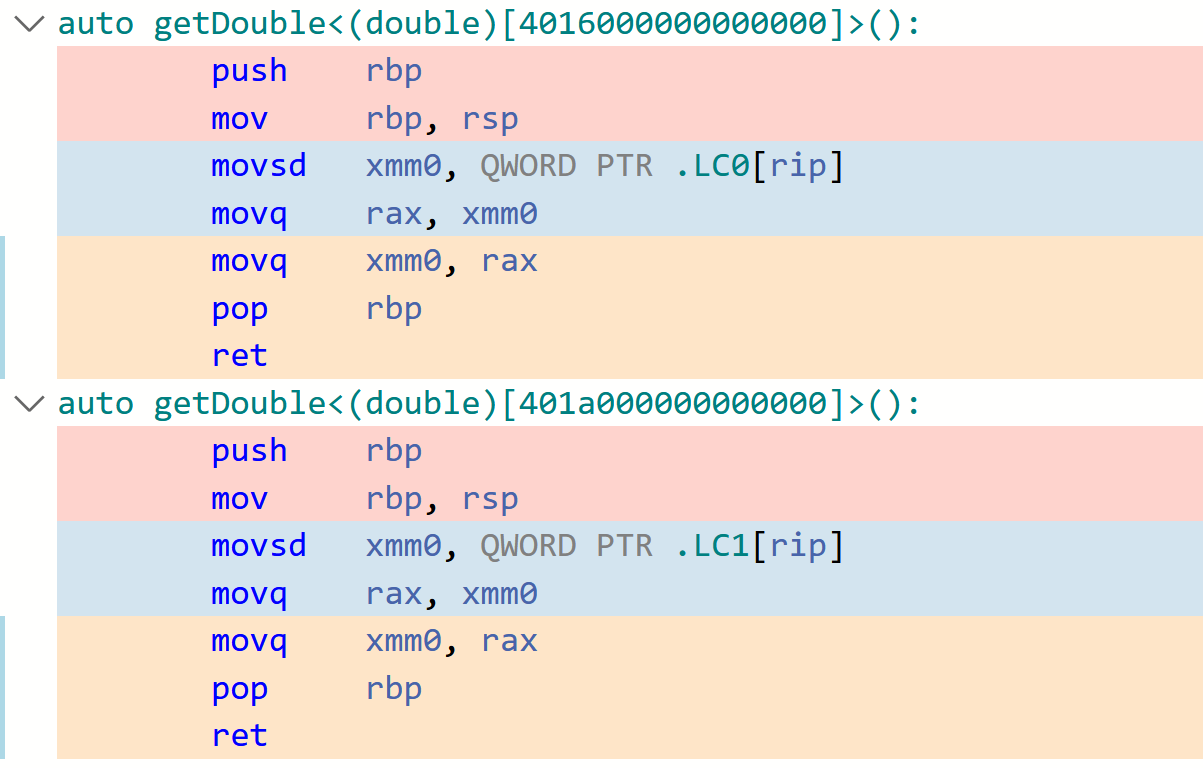 auto getDouble<(double)[4016000000000000]>():
push rbp
mov rbp, rsp
movsd xmm0, QWORD PTR .LC0[rip]
movq rax, xmm0
movq xmm0, rax
pop rbp
ret
auto getDouble<(double)[401a000000000000]>():
push rbp
mov rbp, rsp
movsd xmm0, QWORD PTR .LC1[rip]
movq rax, xmm0
movq xmm0, rax
pop rbp
ret